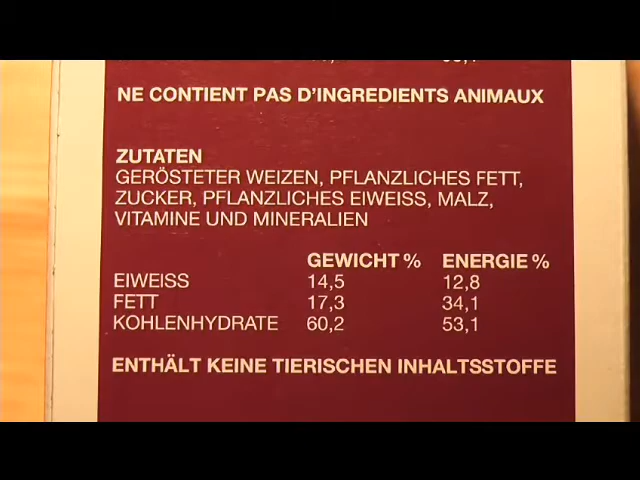 NE CONTIENT PAS D'INGREDIENTS ANIMAUX
ZUTATEN
GERÖSTETER WEIZEN, PFLANZLICHES FETT,
ZUCKER, PFLANZLICHES EIWEISS, MALZ,
VITAMINE UND MINERALIEN
GEWICHT % ENERGIE %
EIWEISS 14,5 12,8
FETT 17,3 34,1
KOHLENHYDRATE 60,2 53,1
ENTHÄLT KEINE TIERISCHEN INHALTSSTOFFE